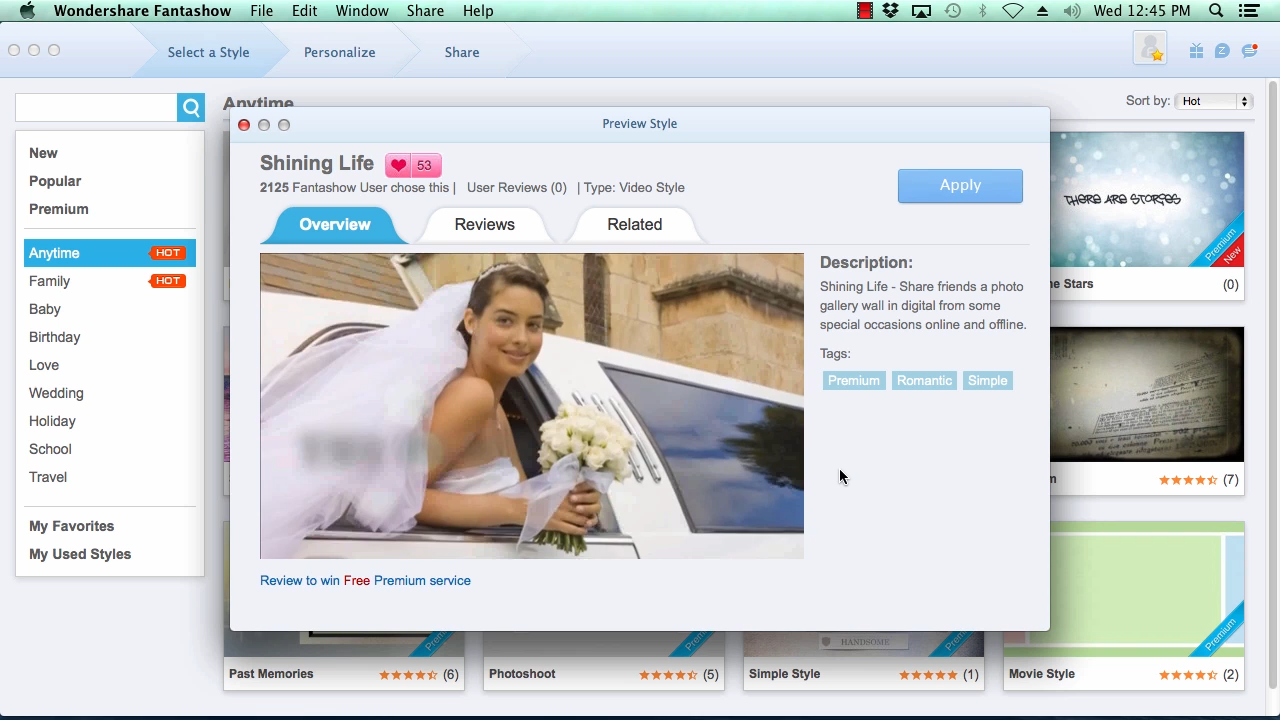 Wondershare Fantashow File Edit Window Share Help Wed 12:45 PM
Select a Style Personalize Share
Anytime
Sort by: Hot
New
Popular
Premium
Anytime HOT
Family HOT
Baby
Birthday
Love
Wedding
Holiday
School
Travel
My Favorites
My Used Styles
Preview Style
Shining Life 53
2125 Fantashow User chose this | User Reviews (0) | Type: Video Style
Apply
Overview Reviews Related
Description:
Shining Life - Share friends a photo
gallery wall in digital from some
special occasions online and offline.
Tags:
Premium Romantic Simple
Review to win Free Premium service
THERE ARE STORIES
Premium
New
he Stars (0)
m (7)
HANDSOME
Premium
Premium
Premium
Premium
Past Memories (6)
Photoshoot (5)
Simple Style (1)
Movie Style (2)